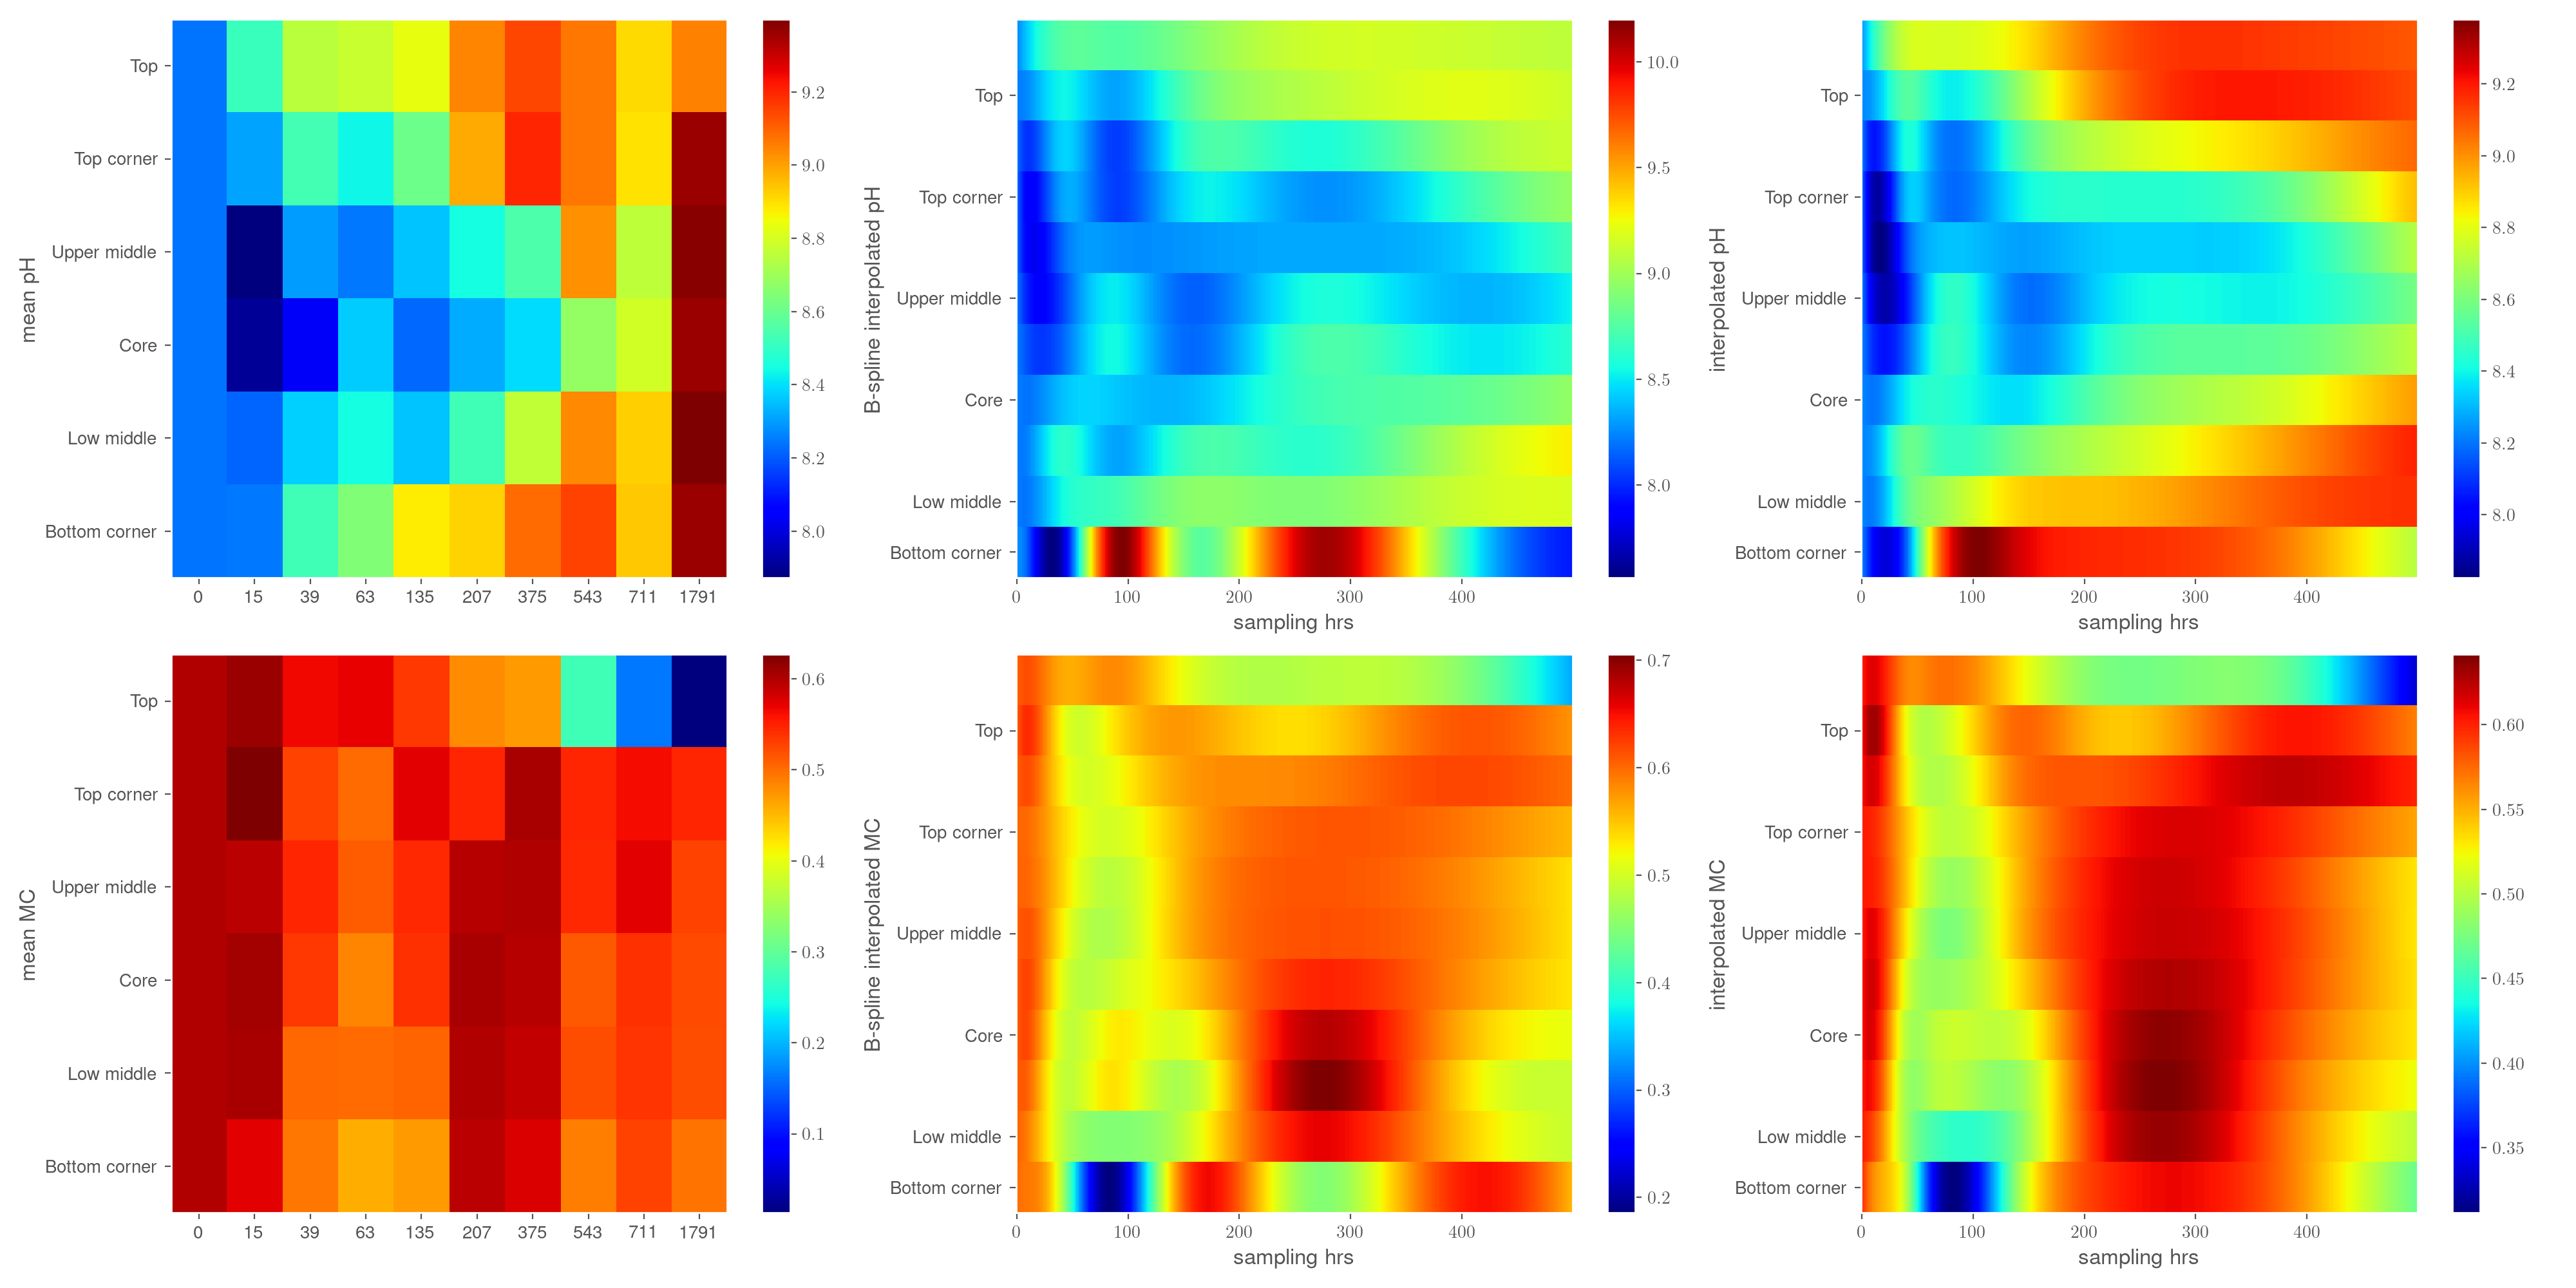 mean pH
Top
Top corner
Upper middle
Core
Low middle
Bottom corner
0 15 39 63 135 207 375 543 711 1791
9.2
9.0
8.8
8.6
8.4
8.2
8.0
B-spline interpolated pH
Top
Top corner
Upper middle
Core
Low middle
Bottom corner
0 100 200 300 400
sampling hrs
10.0
9.5
9.0
8.5
8.0
interpolated pH
Top
Top corner
Upper middle
Core
Low middle
Bottom corner
0 100 200 300 400
sampling hrs
9.2
9.0
8.8
8.6
8.4
8.2
8.0
mean MC
Top
Top corner
Upper middle
Core
Low middle
Bottom corner
0 15 39 63 135 207 375 543 711 1791
0.6
0.5
0.4
0.3
0.2
0.1
B-spline interpolated MC
Top
Top corner
Upper middle
Core
Low middle
Bottom corner
0 100 200 300 400
sampling hrs
0.7
0.6
0.5
0.4
0.3
0.2
interpolated MC
Top
Top corner
Upper middle
Core
Low middle
Bottom corner
0 100 200 300 400
sampling hrs
0.60
0.55
0.50
0.45
0.40
0.35